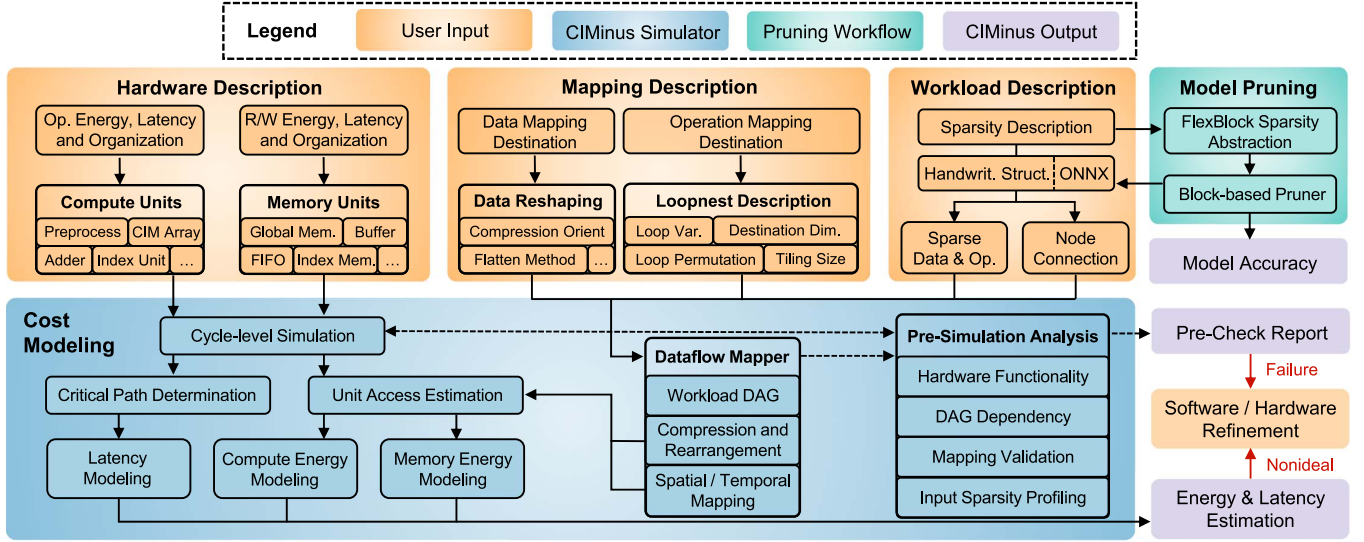 Legend
User Input
CIMinus Simulator
Pruning Workflow
CIMinus Output
Hardware Description
Op. Energy, Latency
and Organization
R/W Energy, Latency
and Organization
Compute Units
Preprocess
CIM Array
Adder
Index Unit
...
Memory Units
Global Mem.
Buffer
FIFO
Index Mem.
...
Mapping Description
Data Mapping
Destination
Operation Mapping
Destination
Data Reshaping
Compression Orient
Flatten Method
...
Loopnest Description
Loop Var.
Destination Dim.
Loop Permutation
Tiling Size
Workload Description
Sparsity Description
Handwrit. Struct.
ONNX
Sparse
Data & Op.
Node
Connection
Model Pruning
FlexBlock Sparsity
Abstraction
Block-based Pruner
Model Accuracy
Cost
Modeling
Cycle-level Simulation
Critical Path Determination
Unit Access Estimation
Latency
Modeling
Compute Energy
Modeling
Memory Energy
Modeling
Dataflow Mapper
Workload DAG
Compression and
Rearrangement
Spatial / Temporal
Mapping
Pre-Simulation Analysis
Hardware Functionality
DAG Dependency
Mapping Validation
Input Sparsity Profiling
Pre-Check Report
Failure
Software / Hardware
Refinement
Nonideal
Energy & Latency
Estimation